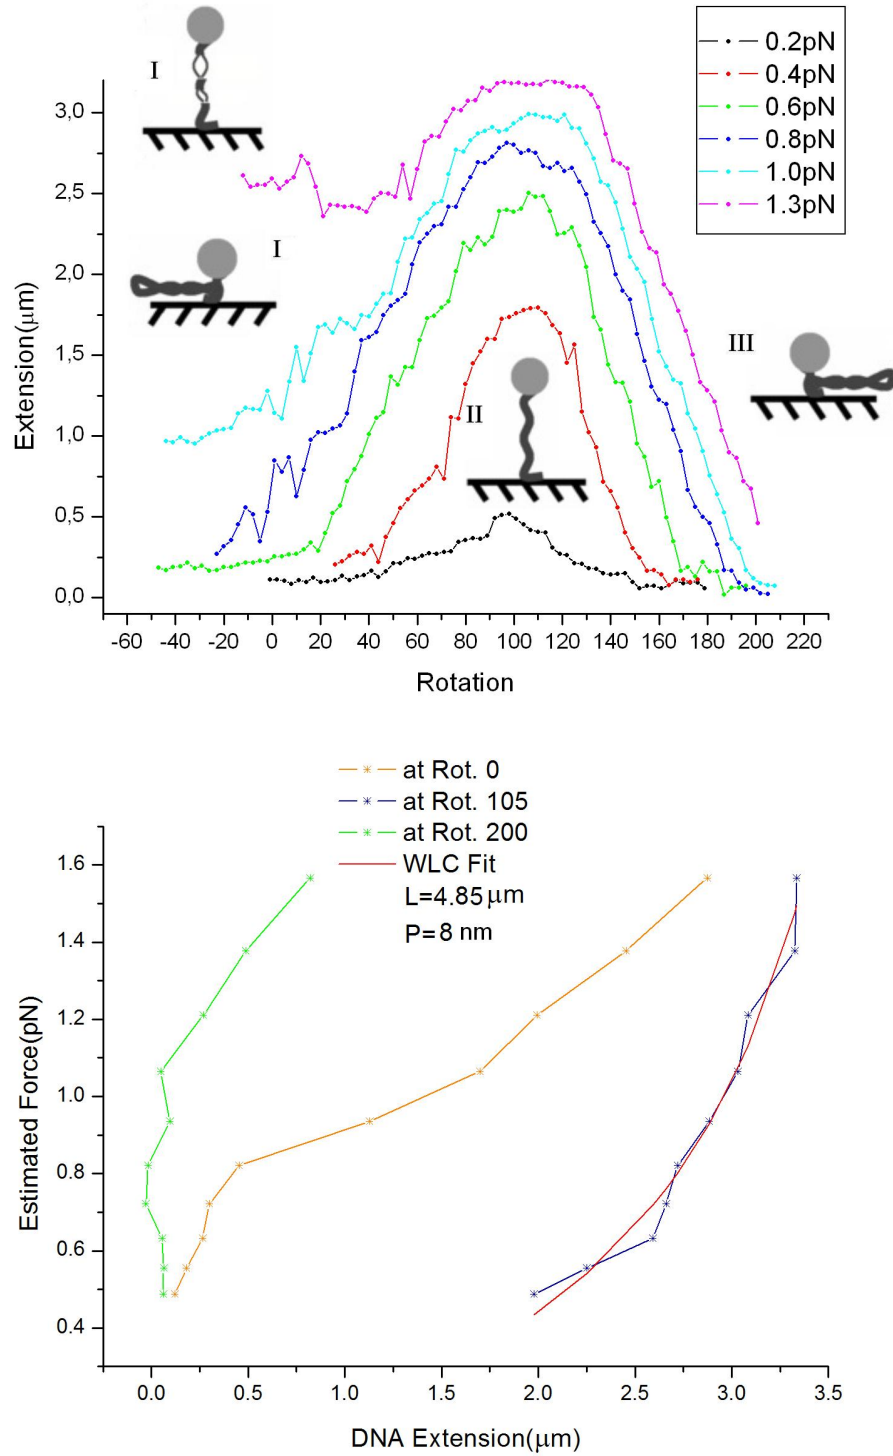 I
I
II
III
0.2pN
0.4pN
0.6pN
0.8pN
1.0pN
1.3pN
3,0
2,5
2,0
1,5
1,0
0,5
0,0
Extension(μm)
-60 -40 -20 0 20 40 60 80 100 120 140 160 180 200 220
Rotation
at Rot. 0
at Rot. 105
at Rot. 200
WLC Fit
L=4.85 μm
P=8 nm
1.6
1.4
1.2
1.0
0.8
0.6
0.4
Estimated Force(pN)
0.0 0.5 1.0 1.5 2.0 2.5 3.0 3.5
DNA Extension(μm)